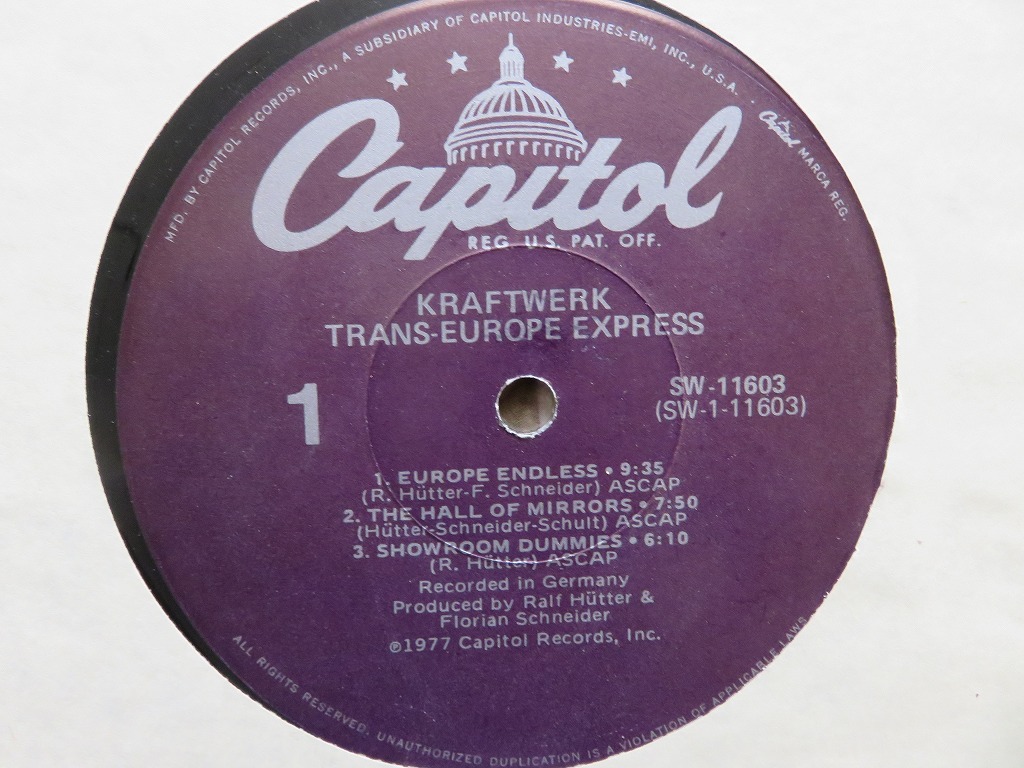 MFD. BY CAPITOL RECORDS, INC., A SUBSIDIARY OF CAPITOL INDUSTRIES-EMI, INC., U.S.A. · Capitol MARCA REG.
Capitol
REG. U.S. PAT. OFF.
KRAFTWERK
TRANS-EUROPE EXPRESS
1
SW-11603
(SW-1-11603)
1. EUROPE ENDLESS • 9:35
(R. Hütter-F. Schneider) ASCAP
2. THE HALL OF MIRRORS • 7:50
(Hütter-Schneider-Schult) ASCAP
3. SHOWROOM DUMMIES • 6:10
(R. Hütter) ASCAP
Recorded in Germany
Produced by Ralf Hütter &
Florian Schneider
℗1977 Capitol Records, Inc.
ALL RIGHTS RESERVED. UNAUTHORIZED DUPLICATION IS A VIOLATION OF APPLICABLE LAWS